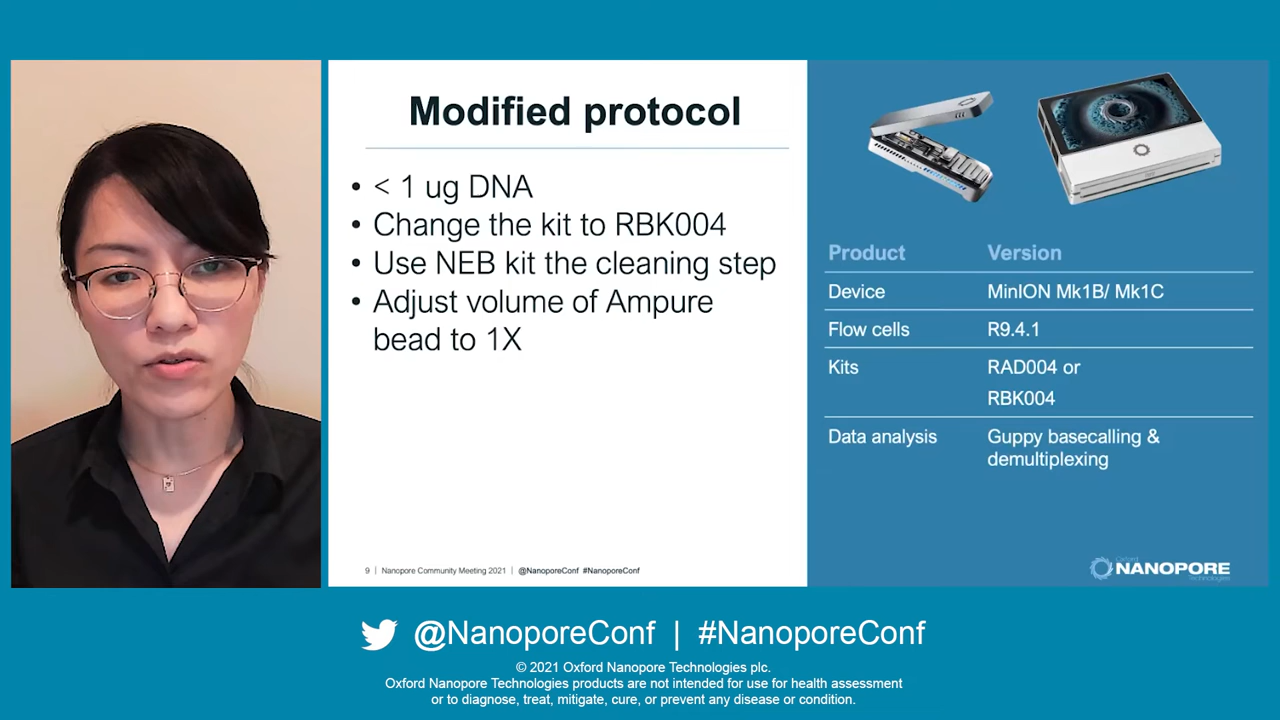 Modified protocol
• < 1 ug DNA
• Change the kit to RBK004
• Use NEB kit the cleaning step
• Adjust volume of Ampure
bead to 1X
9 | Nanopore Community Meeting 2021 | @NanoporeConf #NanoporeConf
Product Version
Device MinION Mk1B/ Mk1C
Flow cells R9.4.1
Kits RAD004 or
RBK004
Data analysis Guppy basecalling &
demultiplexing
Oxford
NANOPORE
Technologies
@NanoporeConf | #NanoporeConf
© 2021 Oxford Nanopore Technologies plc.
Oxford Nanopore Technologies products are not intended for use for health assessment
or to diagnose, treat, mitigate, cure, or prevent any disease or condition.